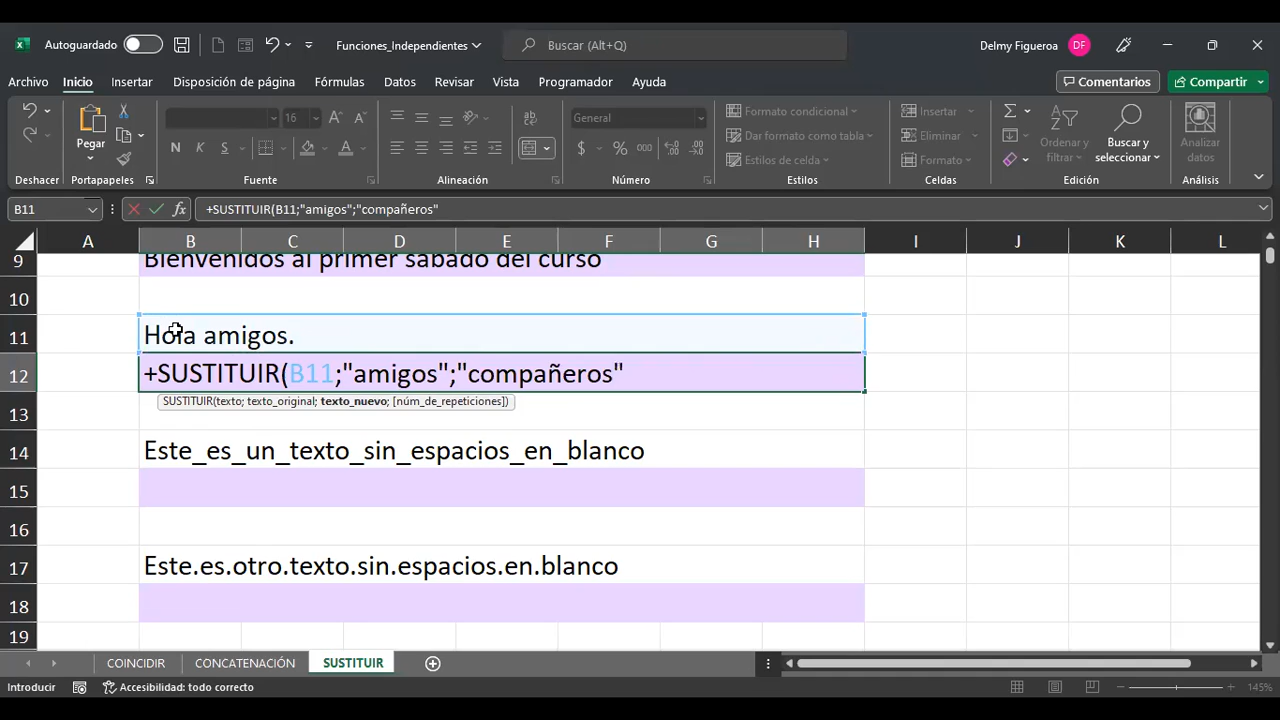 Autoguardado Funciones_Independientes Buscar (Alt+Q) Delmy Figueroa DF
Archivo Inicio Insertar Disposición de página Fórmulas Datos Revisar Vista Programador Ayuda Comentarios Compartir
16 General Formato condicional Insertar
Pegar Dar formato como tabla Eliminar Ordenar y filtrar Buscar y seleccionar Analizar datos
N K S $ % 000 Estilos de celda Formato
Deshacer Portapapeles Fuente Alineación Número Estilos Celdas Edición Análisis
B11 fx +SUSTITUIR(B11;"amigos";"compañeros"
A B C D E F G H I J K L
9 Bienvenidos al primer sábado del curso
10
11 Hola amigos.
12 +SUSTITUIR(B11;"amigos";"compañeros"
SUSTITUIR(texto; texto_original; texto_nuevo; [núm_de_repeticiones])
13
14 Este_es_un_texto_sin_espacios_en_blanco
15
16
17 Este.es.otro.texto.sin.espacios.en.blanco
18
19
COINCIDIR CONCATENACIÓN SUSTITUIR
Introducir Accesibilidad: todo correcto 145%